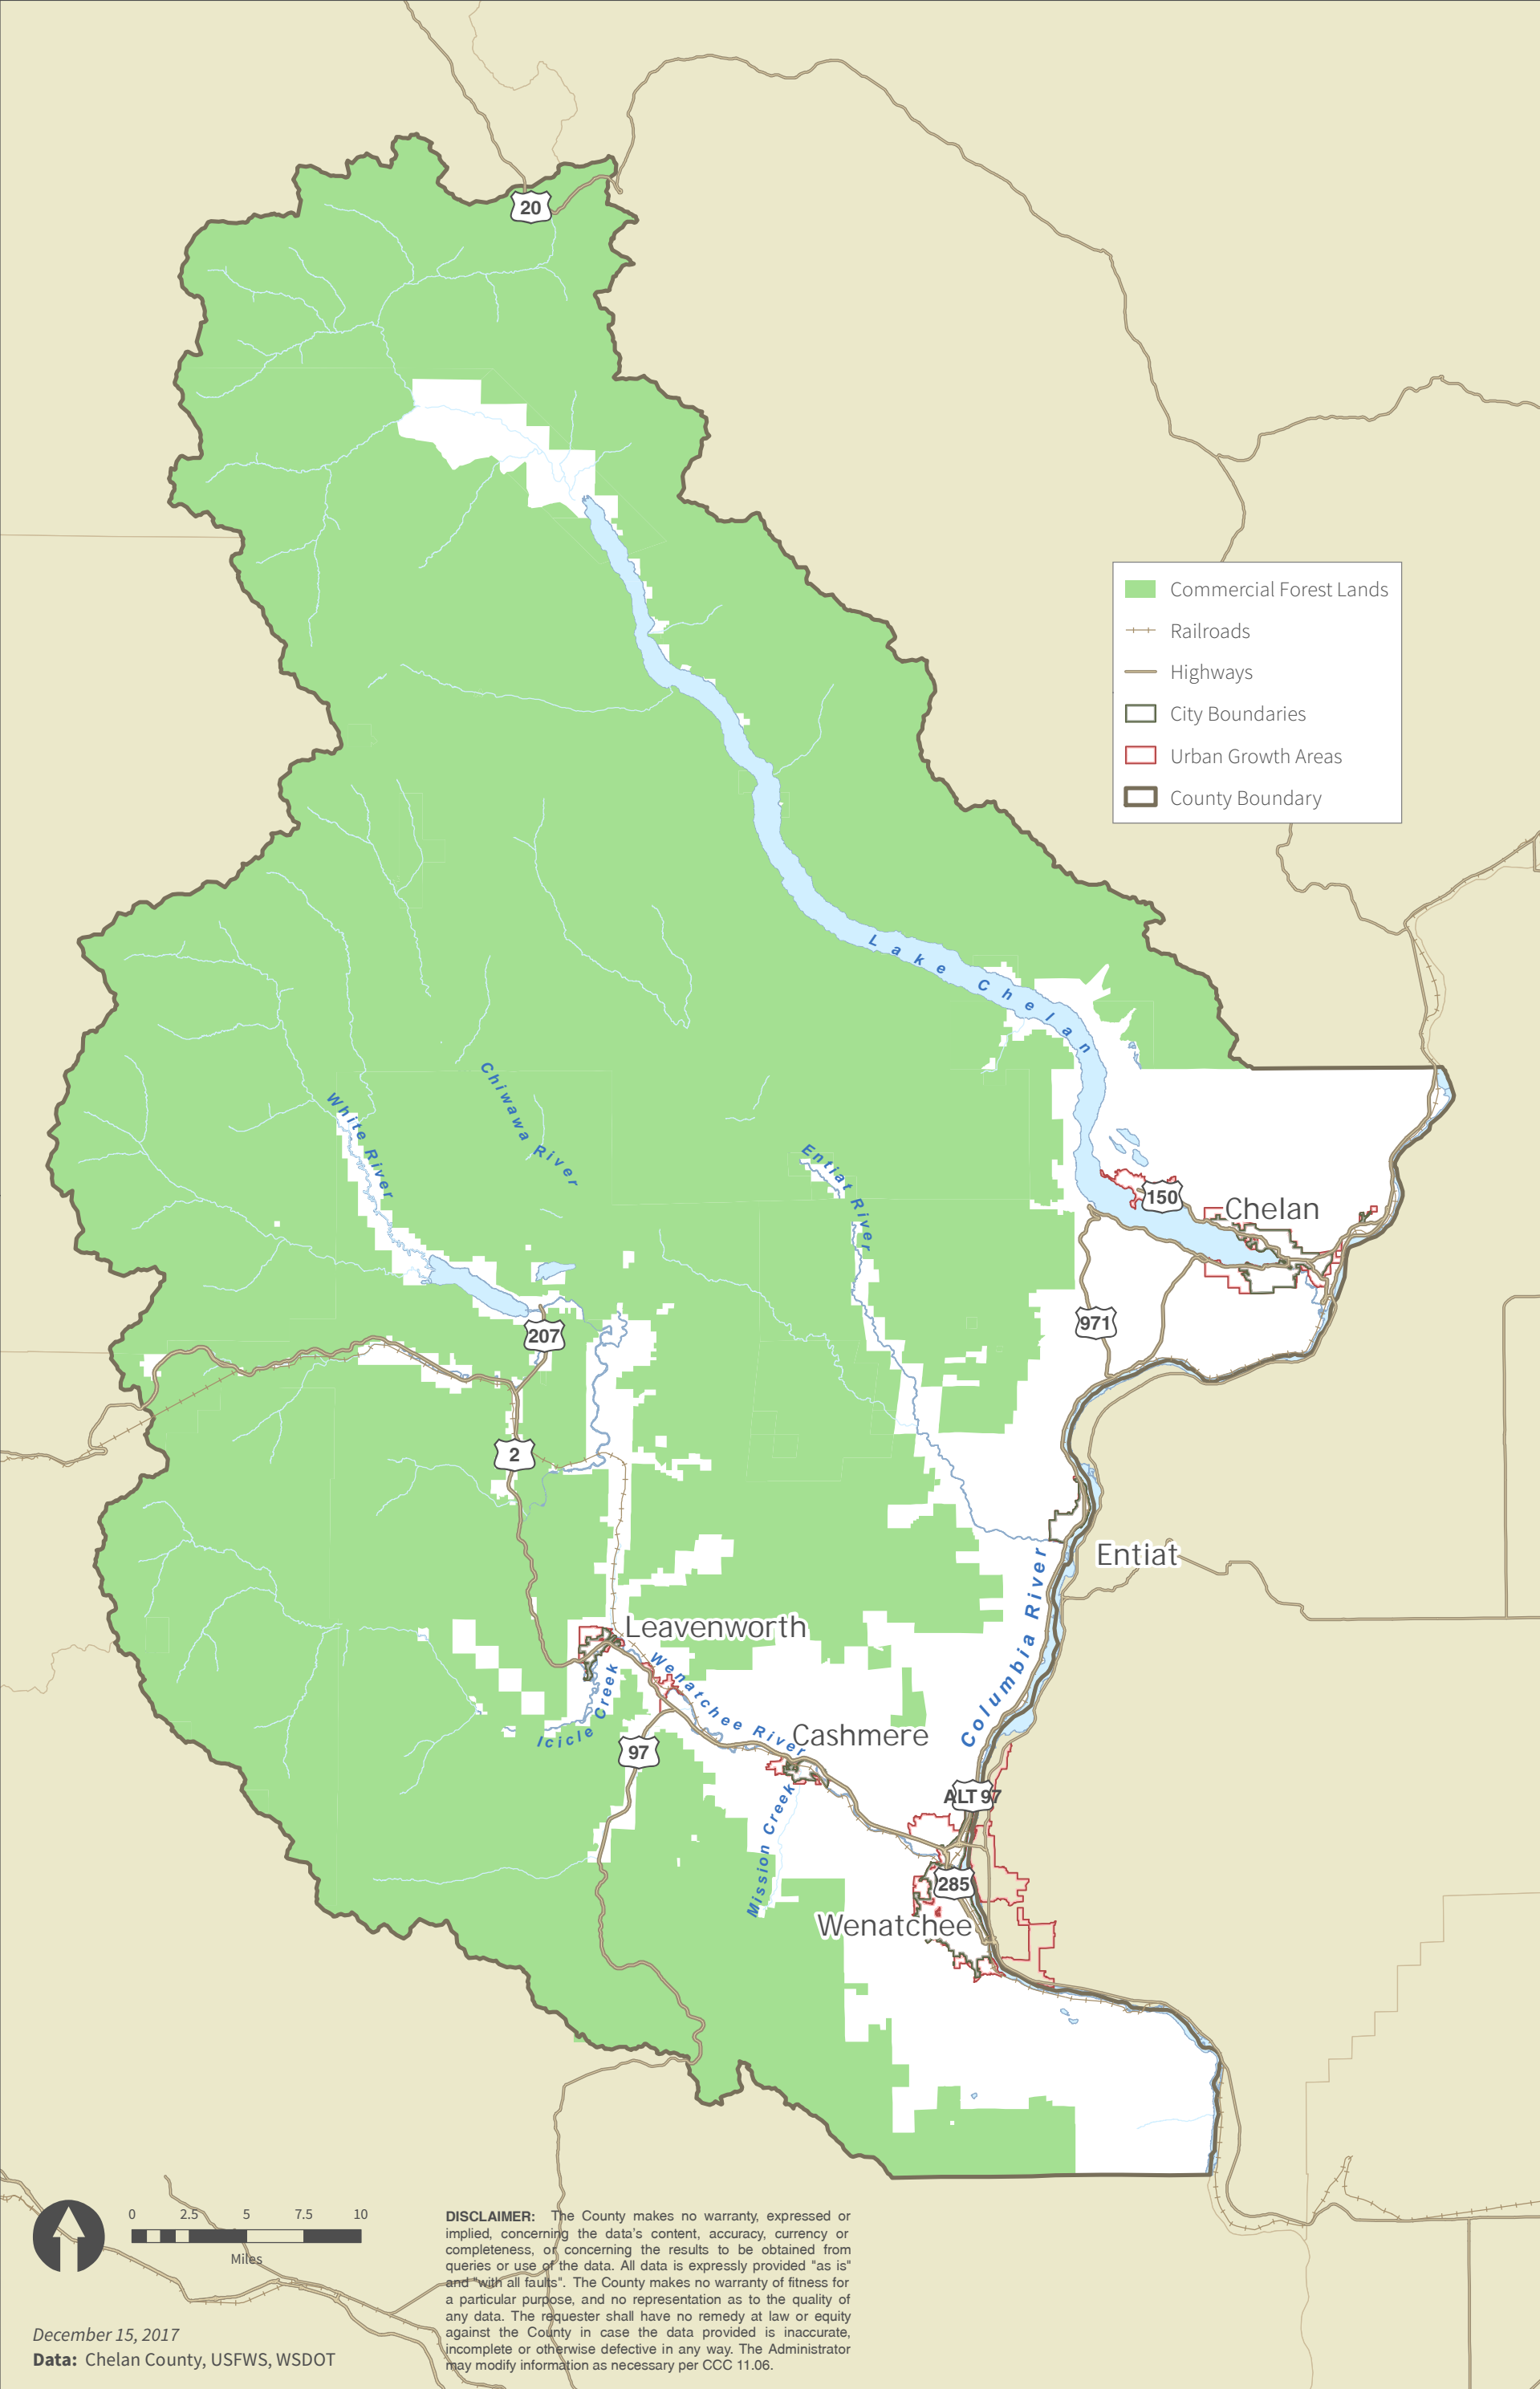 20
Commercial Forest Lands
Railroads
Highways
City Boundaries
Urban Growth Areas
County Boundary
Lake Chelan
White River
Chiwawa River
Entiat River
150
Chelan
207
971
2
Entiat
Columbia River
Leavenworth
Wenatchee River
Icicle Creek
Cashmere
97
ALT 97
Mission Creek
285
Wenatchee
0 2.5 5 7.5 10
Miles
DISCLAIMER: The County makes no warranty, expressed or
implied, concerning the data's content, accuracy, currency or
completeness, or concerning the results to be obtained from
queries or use of the data. All data is expressly provided "as is"
and "with all faults". The County makes no warranty of fitness for
a particular purpose, and no representation as to the quality of
any data. The requester shall have no remedy at law or equity
against the County in case the data provided is inaccurate,
incomplete or otherwise defective in any way. The Administrator
may modify information as necessary per CCC 11.06.
December 15, 2017
Data: Chelan County, USFWS, WSDOT